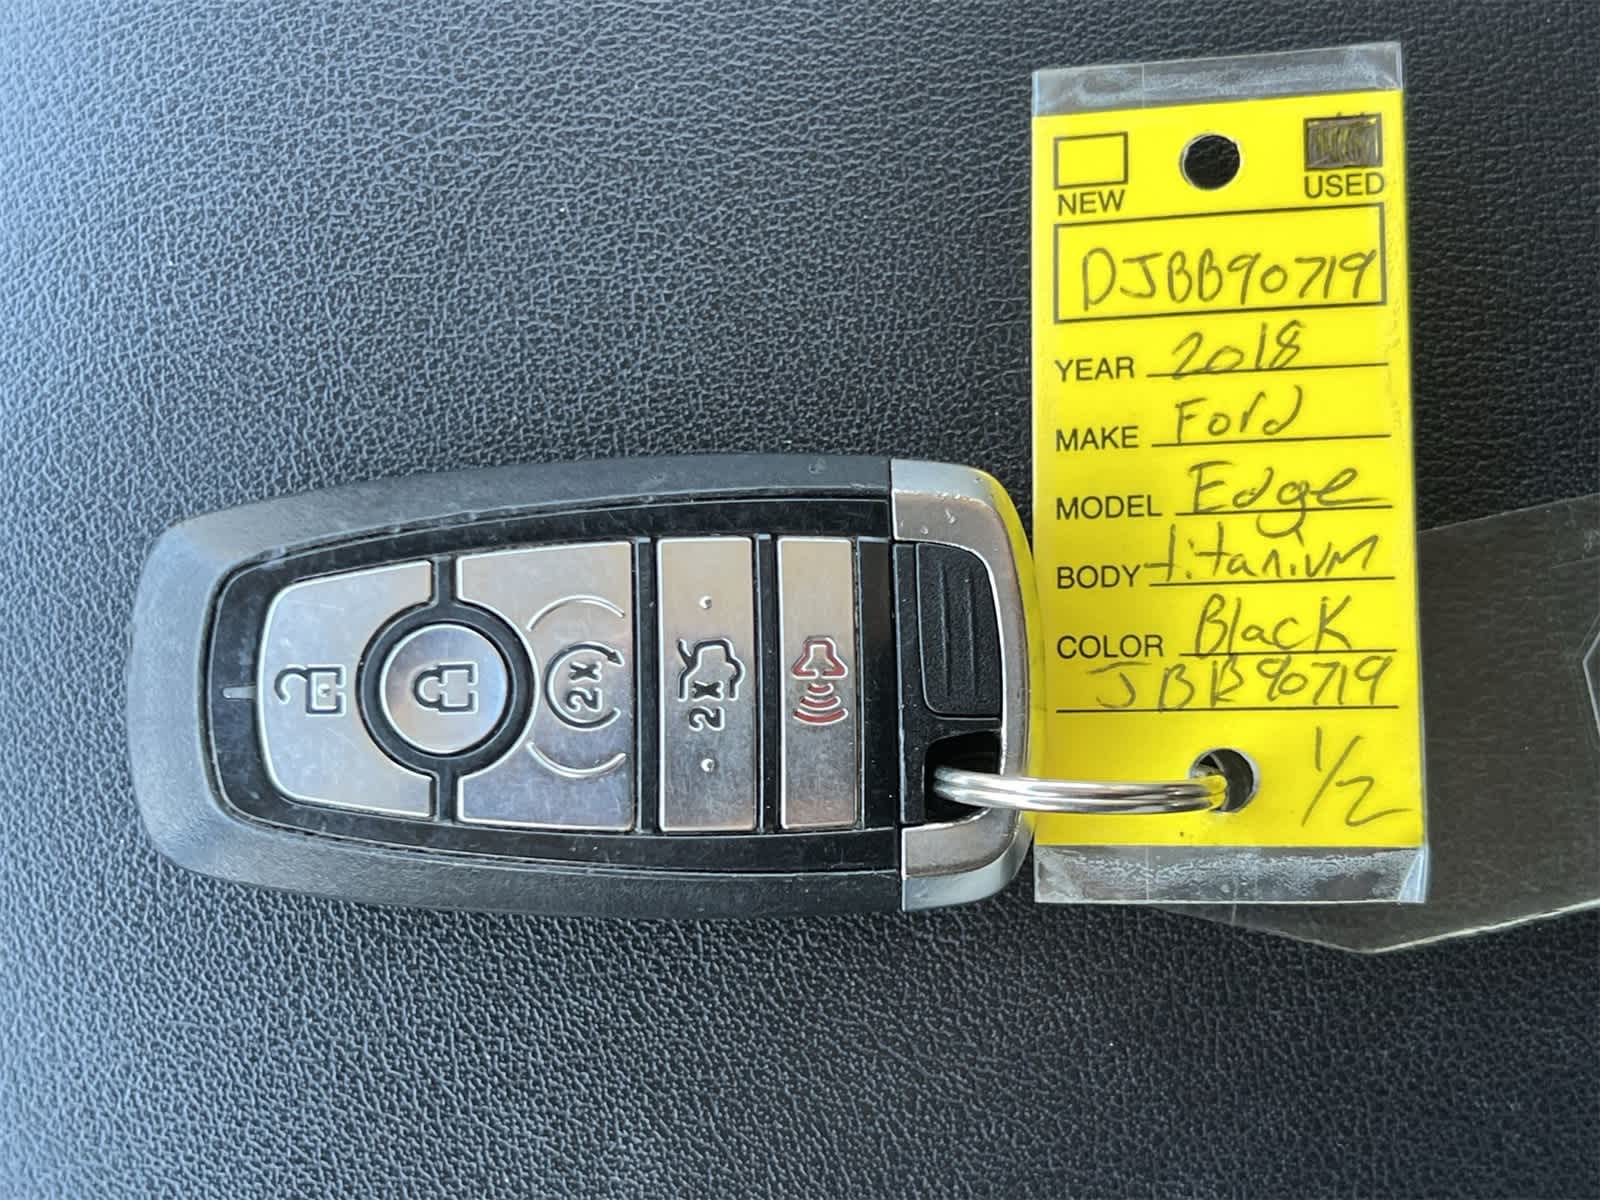 NEW USED
DJBB90719
YEAR 2018
MAKE Ford
MODEL Edge
BODY titanium
COLOR Black
JBB90719
1/2
2X
2X